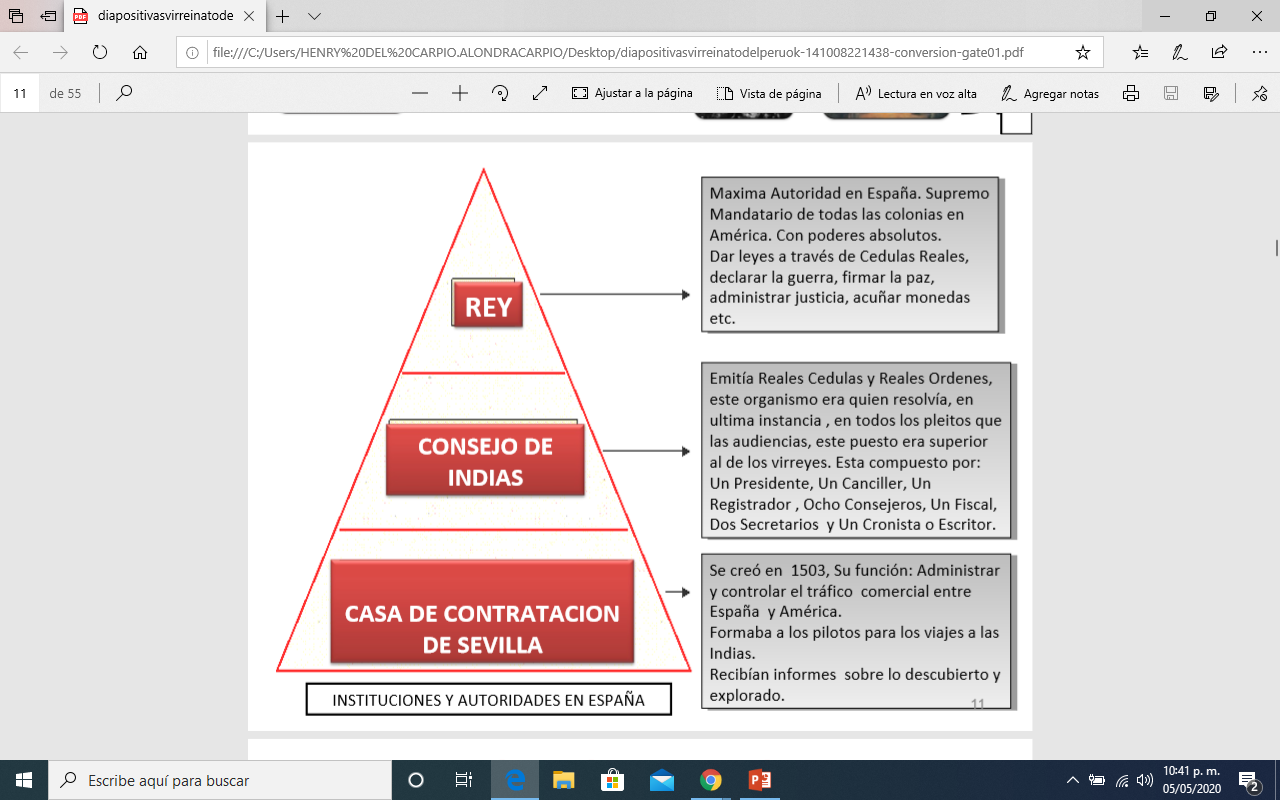 diapositivasvirreinatode
file:///C:/Users/HENRY%20DEL%20CARPIO.ALONDRACARPIO/Desktop/diapositivasvirreinatodelperuok-141008221438-conversion-gate01.pdf
11 de 55 Ajustar a la página Vista de página Lectura en voz alta Agregar notas
REY
Maxima Autoridad en España. Supremo
Mandatario de todas las colonias en
América. Con poderes absolutos.
Dar leyes a través de Cedulas Reales,
declarar la guerra, firmar la paz,
administrar justicia, acuñar monedas
etc.
CONSEJO DE
INDIAS
Emitía Reales Cedulas y Reales Ordenes,
este organismo era quien resolvía, en
ultima instancia , en todos los pleitos que
las audiencias, este puesto era superior
al de los virreyes. Esta compuesto por:
Un Presidente, Un Canciller, Un
Registrador , Ocho Consejeros, Un Fiscal,
Dos Secretarios y Un Cronista o Escritor.
CASA DE CONTRATACION
DE SEVILLA
Se creó en 1503, Su función: Administrar
y controlar el tráfico comercial entre
España y América.
Formaba a los pilotos para los viajes a las
Indias.
Recibían informes sobre lo descubierto y
explorado.
11
INSTITUCIONES Y AUTORIDADES EN ESPAÑA
Escribe aquí para buscar
10:41 p. m.
05/05/2020
2